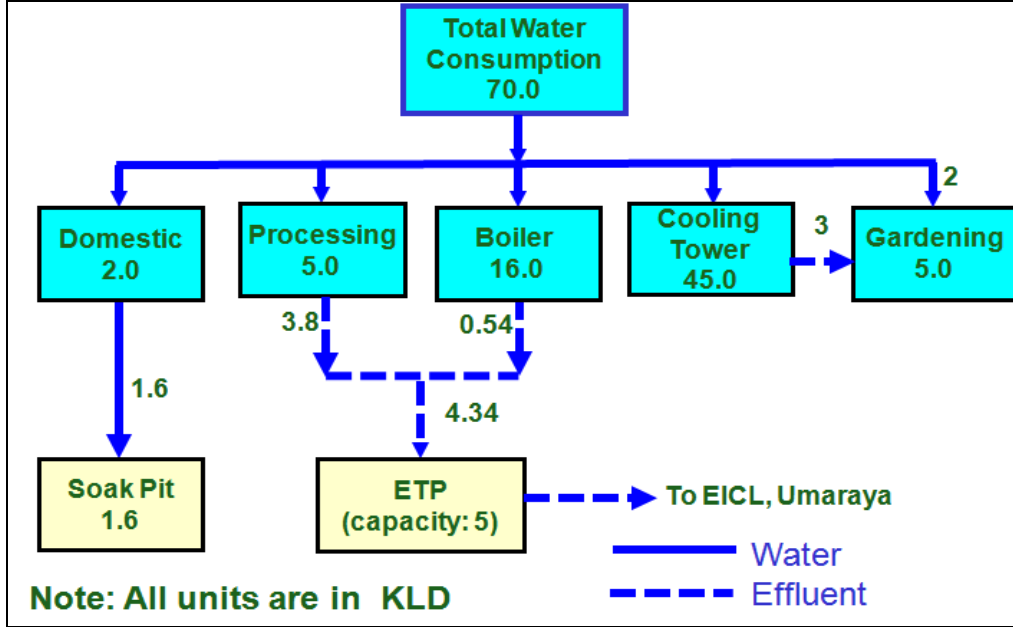 Total Water
Consumption
70.0
2
Domestic
2.0
Processing
5.0
Boiler
16.0
Cooling
Tower
45.0
3
Gardening
5.0
3.8
0.54
1.6
4.34
Soak Pit
1.6
ETP
(capacity: 5)
To EICL, Umaraya
Water
Effluent
Note: All units are in KLD